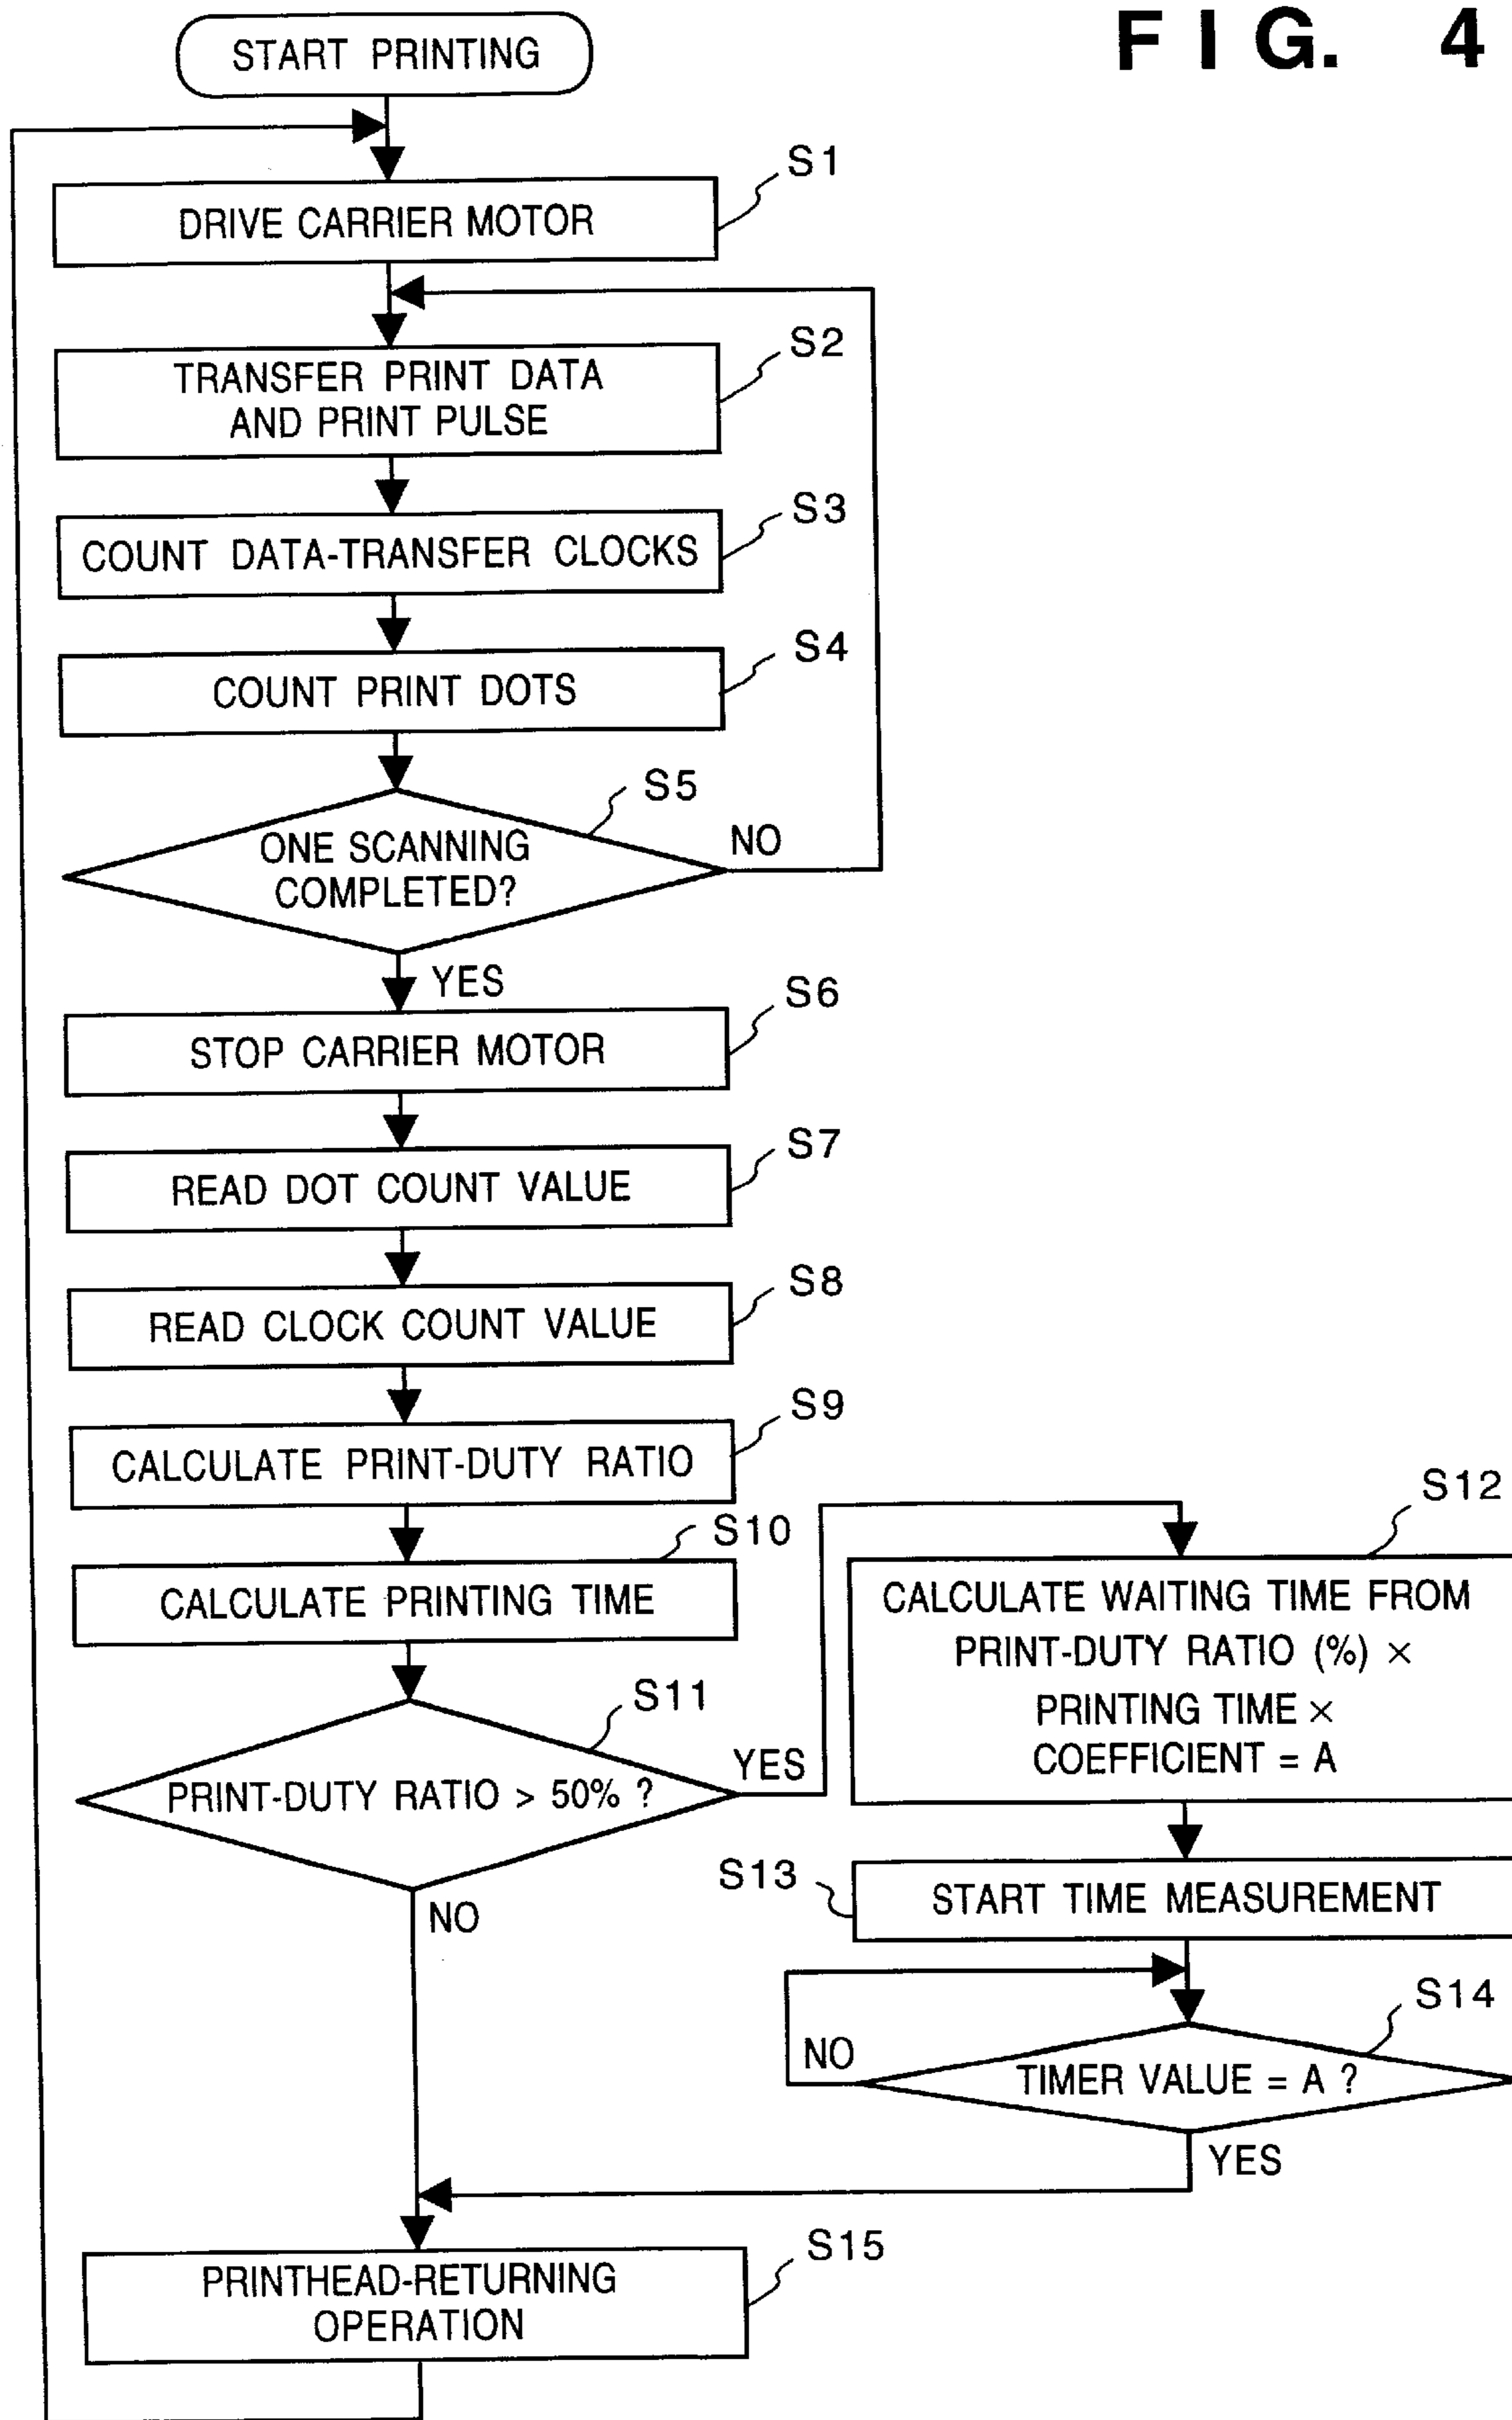 FIG. 4
START PRINTING
S1
DRIVE CARRIER MOTOR
S2
TRANSFER PRINT DATA
AND PRINT PULSE
S3
COUNT DATA-TRANSFER CLOCKS
S4
COUNT PRINT DOTS
S5
ONE SCANNING
COMPLETED?
NO
YES
S6
STOP CARRIER MOTOR
S7
READ DOT COUNT VALUE
S8
READ CLOCK COUNT VALUE
S9
CALCULATE PRINT-DUTY RATIO
S10
CALCULATE PRINTING TIME
S11
PRINT-DUTY RATIO > 50% ?
YES
NO
S12
CALCULATE WAITING TIME FROM
PRINT-DUTY RATIO (%) ×
PRINTING TIME ×
COEFFICIENT = A
S13
START TIME MEASUREMENT
S14
TIMER VALUE = A ?
NO
YES
S15
PRINTHEAD-RETURNING
OPERATION